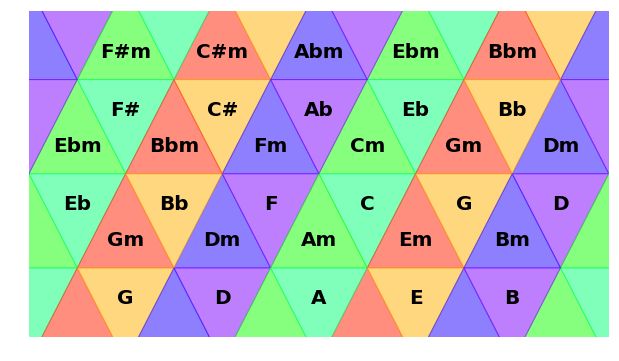 F#m C#m Abm Ebm Bbm
F# C# Ab Eb Bb
Ebm Bbm Fm Cm Gm Dm
Eb Bb F C G D
Gm Dm Am Em Bm
G D A E B